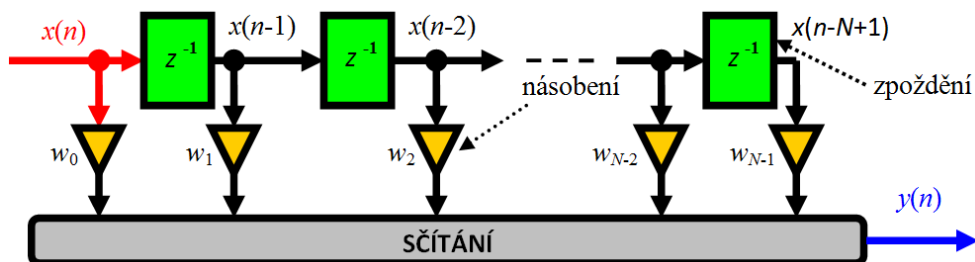 x(n) x(n-1) x(n-2) x(n-N+1)
z⁻¹ z⁻¹ z⁻¹
násobení zpoždění
w₀ w₁ w₂ w_{N-2} w_{N-1}
y(n)
SČÍTÁNÍ